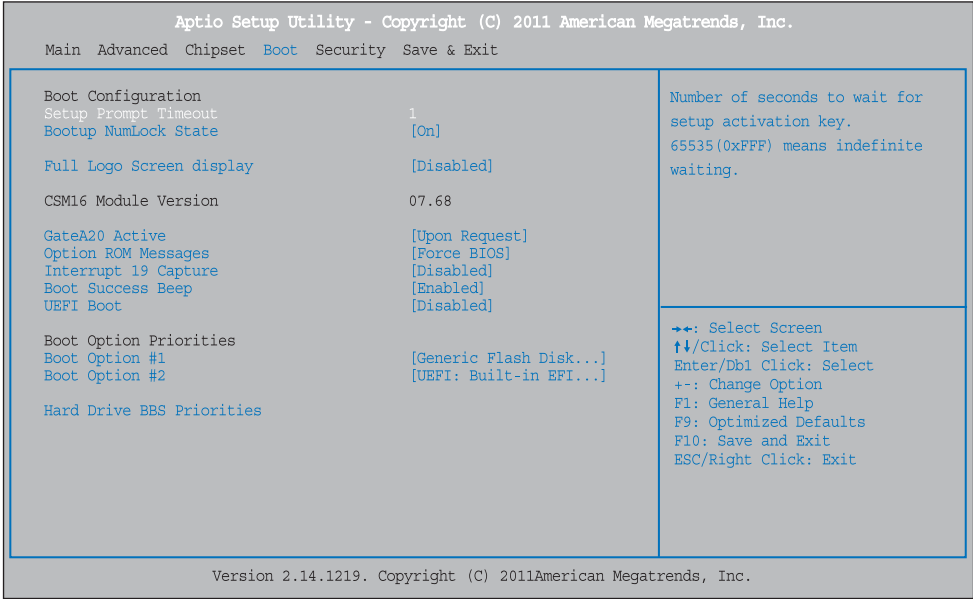 Aptio Setup Utility - Copyright (C) 2011 American Megatrends, Inc.
Main Advanced Chipset Boot Security Save & Exit
Boot Configuration
Setup Prompt Timeout 1
Bootup NumLock State [On]
Full Logo Screen display [Disabled]
CSM16 Module Version 07.68
GateA20 Active [Upon Request]
Option ROM Messages [Force BIOS]
Interrupt 19 Capture [Disabled]
Boot Success Beep [Enabled]
UEFI Boot [Disabled]
Boot Option Priorities
Boot Option #1 [Generic Flash Disk...]
Boot Option #2 [UEFI: Built-in EFI...]
Hard Drive BBS Priorities
Number of seconds to wait for
setup activation key.
65535(0xFFF) means indefinite
waiting.
→←: Select Screen
↑↓/Click: Select Item
Enter/Db1 Click: Select
+-: Change Option
F1: General Help
F9: Optimized Defaults
F10: Save and Exit
ESC/Right Click: Exit
Version 2.14.1219. Copyright (C) 2011American Megatrends, Inc.